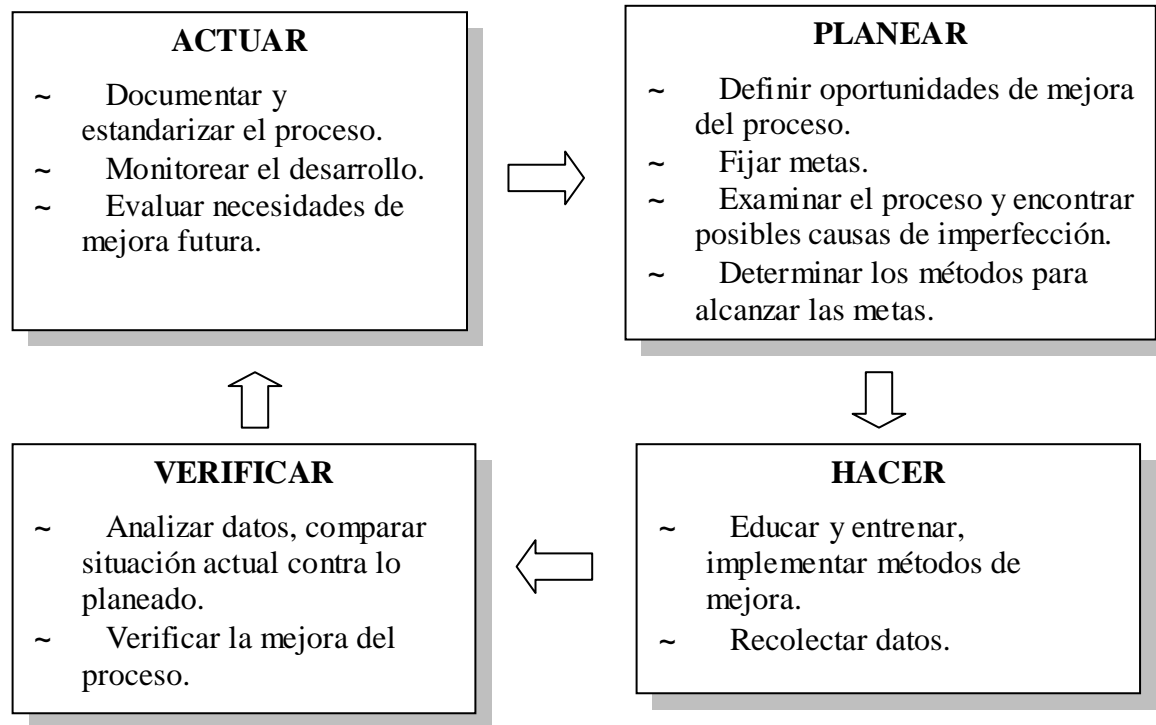 ACTUAR
~ Documentar y
estandarizar el proceso.
~ Monitorear el desarrollo.
~ Evaluar necesidades de
mejora futura.
PLANEAR
~ Definir oportunidades de mejora
del proceso.
~ Fijar metas.
~ Examinar el proceso y encontrar
posibles causas de imperfección.
~ Determinar los métodos para
alcanzar las metas.
VERIFICAR
~ Analizar datos, comparar
situación actual contra lo
planeado.
~ Verificar la mejora del
proceso.
HACER
~ Educar y entrenar,
implementar métodos de
mejora.
~ Recolectar datos.